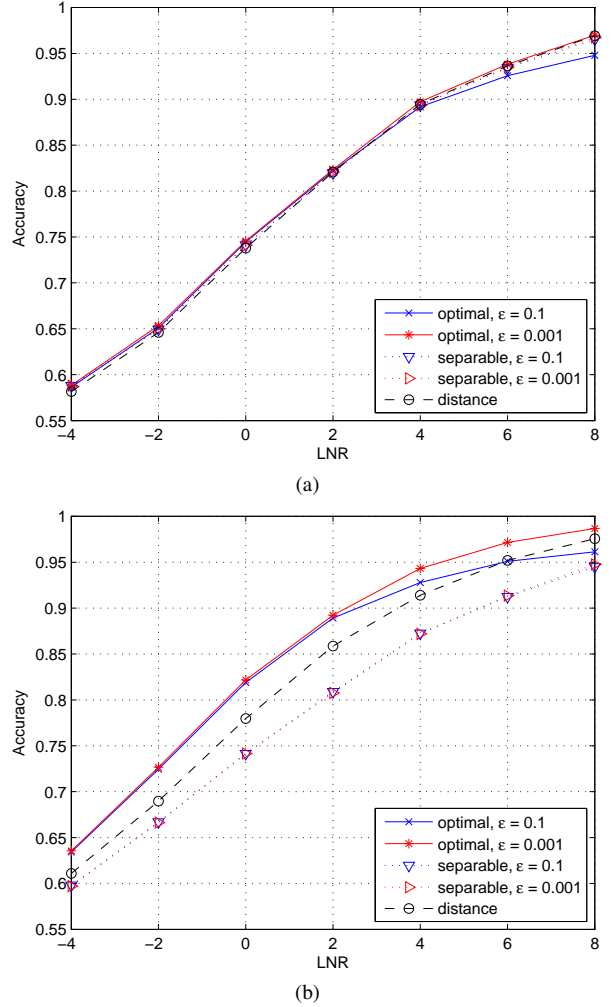 1
0.95
0.9
0.85
0.8
0.75
0.7
0.65
0.6
0.55
Accuracy
−4 −2 0 2 4 6 8
LNR
optimal, ε = 0.1
optimal, ε = 0.001
separable, ε = 0.1
separable, ε = 0.001
distance
(a)
1
0.95
0.9
0.85
0.8
0.75
0.7
0.65
0.6
0.55
Accuracy
−4 −2 0 2 4 6 8
LNR
optimal, ε = 0.1
optimal, ε = 0.001
separable, ε = 0.1
separable, ε = 0.001
distance
(b)